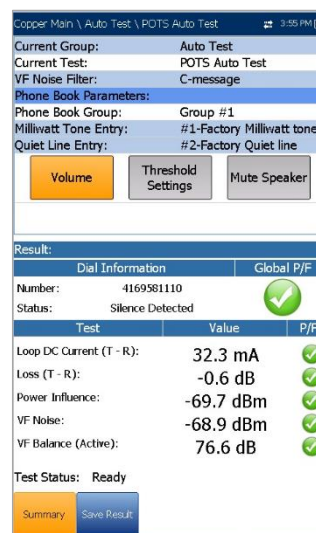 Copper Main \ Auto Test \ POTS Auto Test 3:55 PM
Current Group: Auto Test
Current Test: POTS Auto Test
VF Noise Filter: C-message
Phone Book Parameters:
Phone Book Group: Group #1
Milliwatt Tone Entry: #1-Factory Milliwatt tone
Quiet Line Entry: #2-Factory Quiet line
Volume
Threshold Settings
Mute Speaker
Result:
Dial Information Global P/F
Number: 4169581110
Status: Silence Detected
Test Value P/F
Loop DC Current (T - R): 32.3 mA
Loss (T - R): -0.6 dB
Power Influence: -69.7 dBm
VF Noise: -68.9 dBm
VF Balance (Active): 76.6 dB
Test Status: Ready
Summary
Save Result